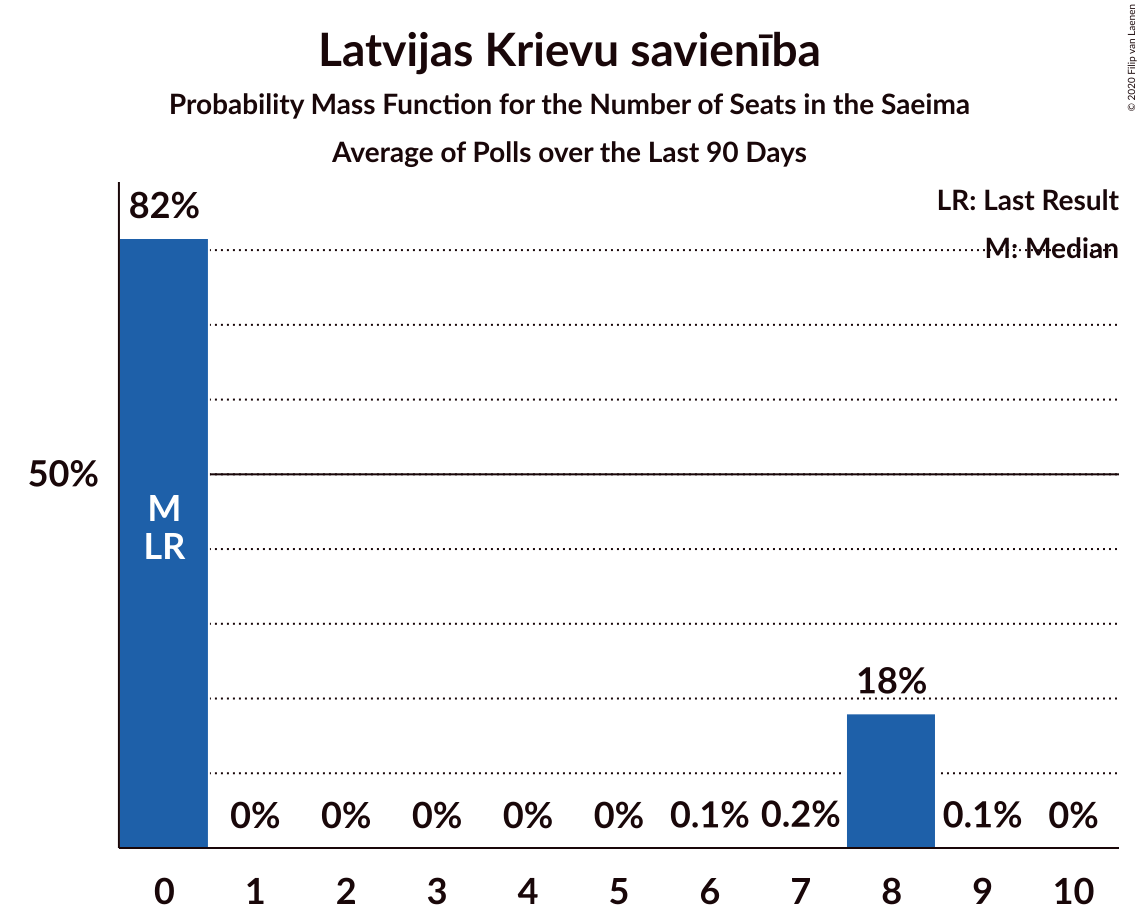 Latvijas Krievu savienība
Probability Mass Function for the Number of Seats in the Saeima
Average of Polls over the Last 90 Days
© 2020 Filip van Laenen
LR: Last Result
M: Median
82%
50%
M
LR
18%
0% 0% 0% 0% 0% 0.1% 0.2% 0.1% 0%
0 1 2 3 4 5 6 7 8 9 10